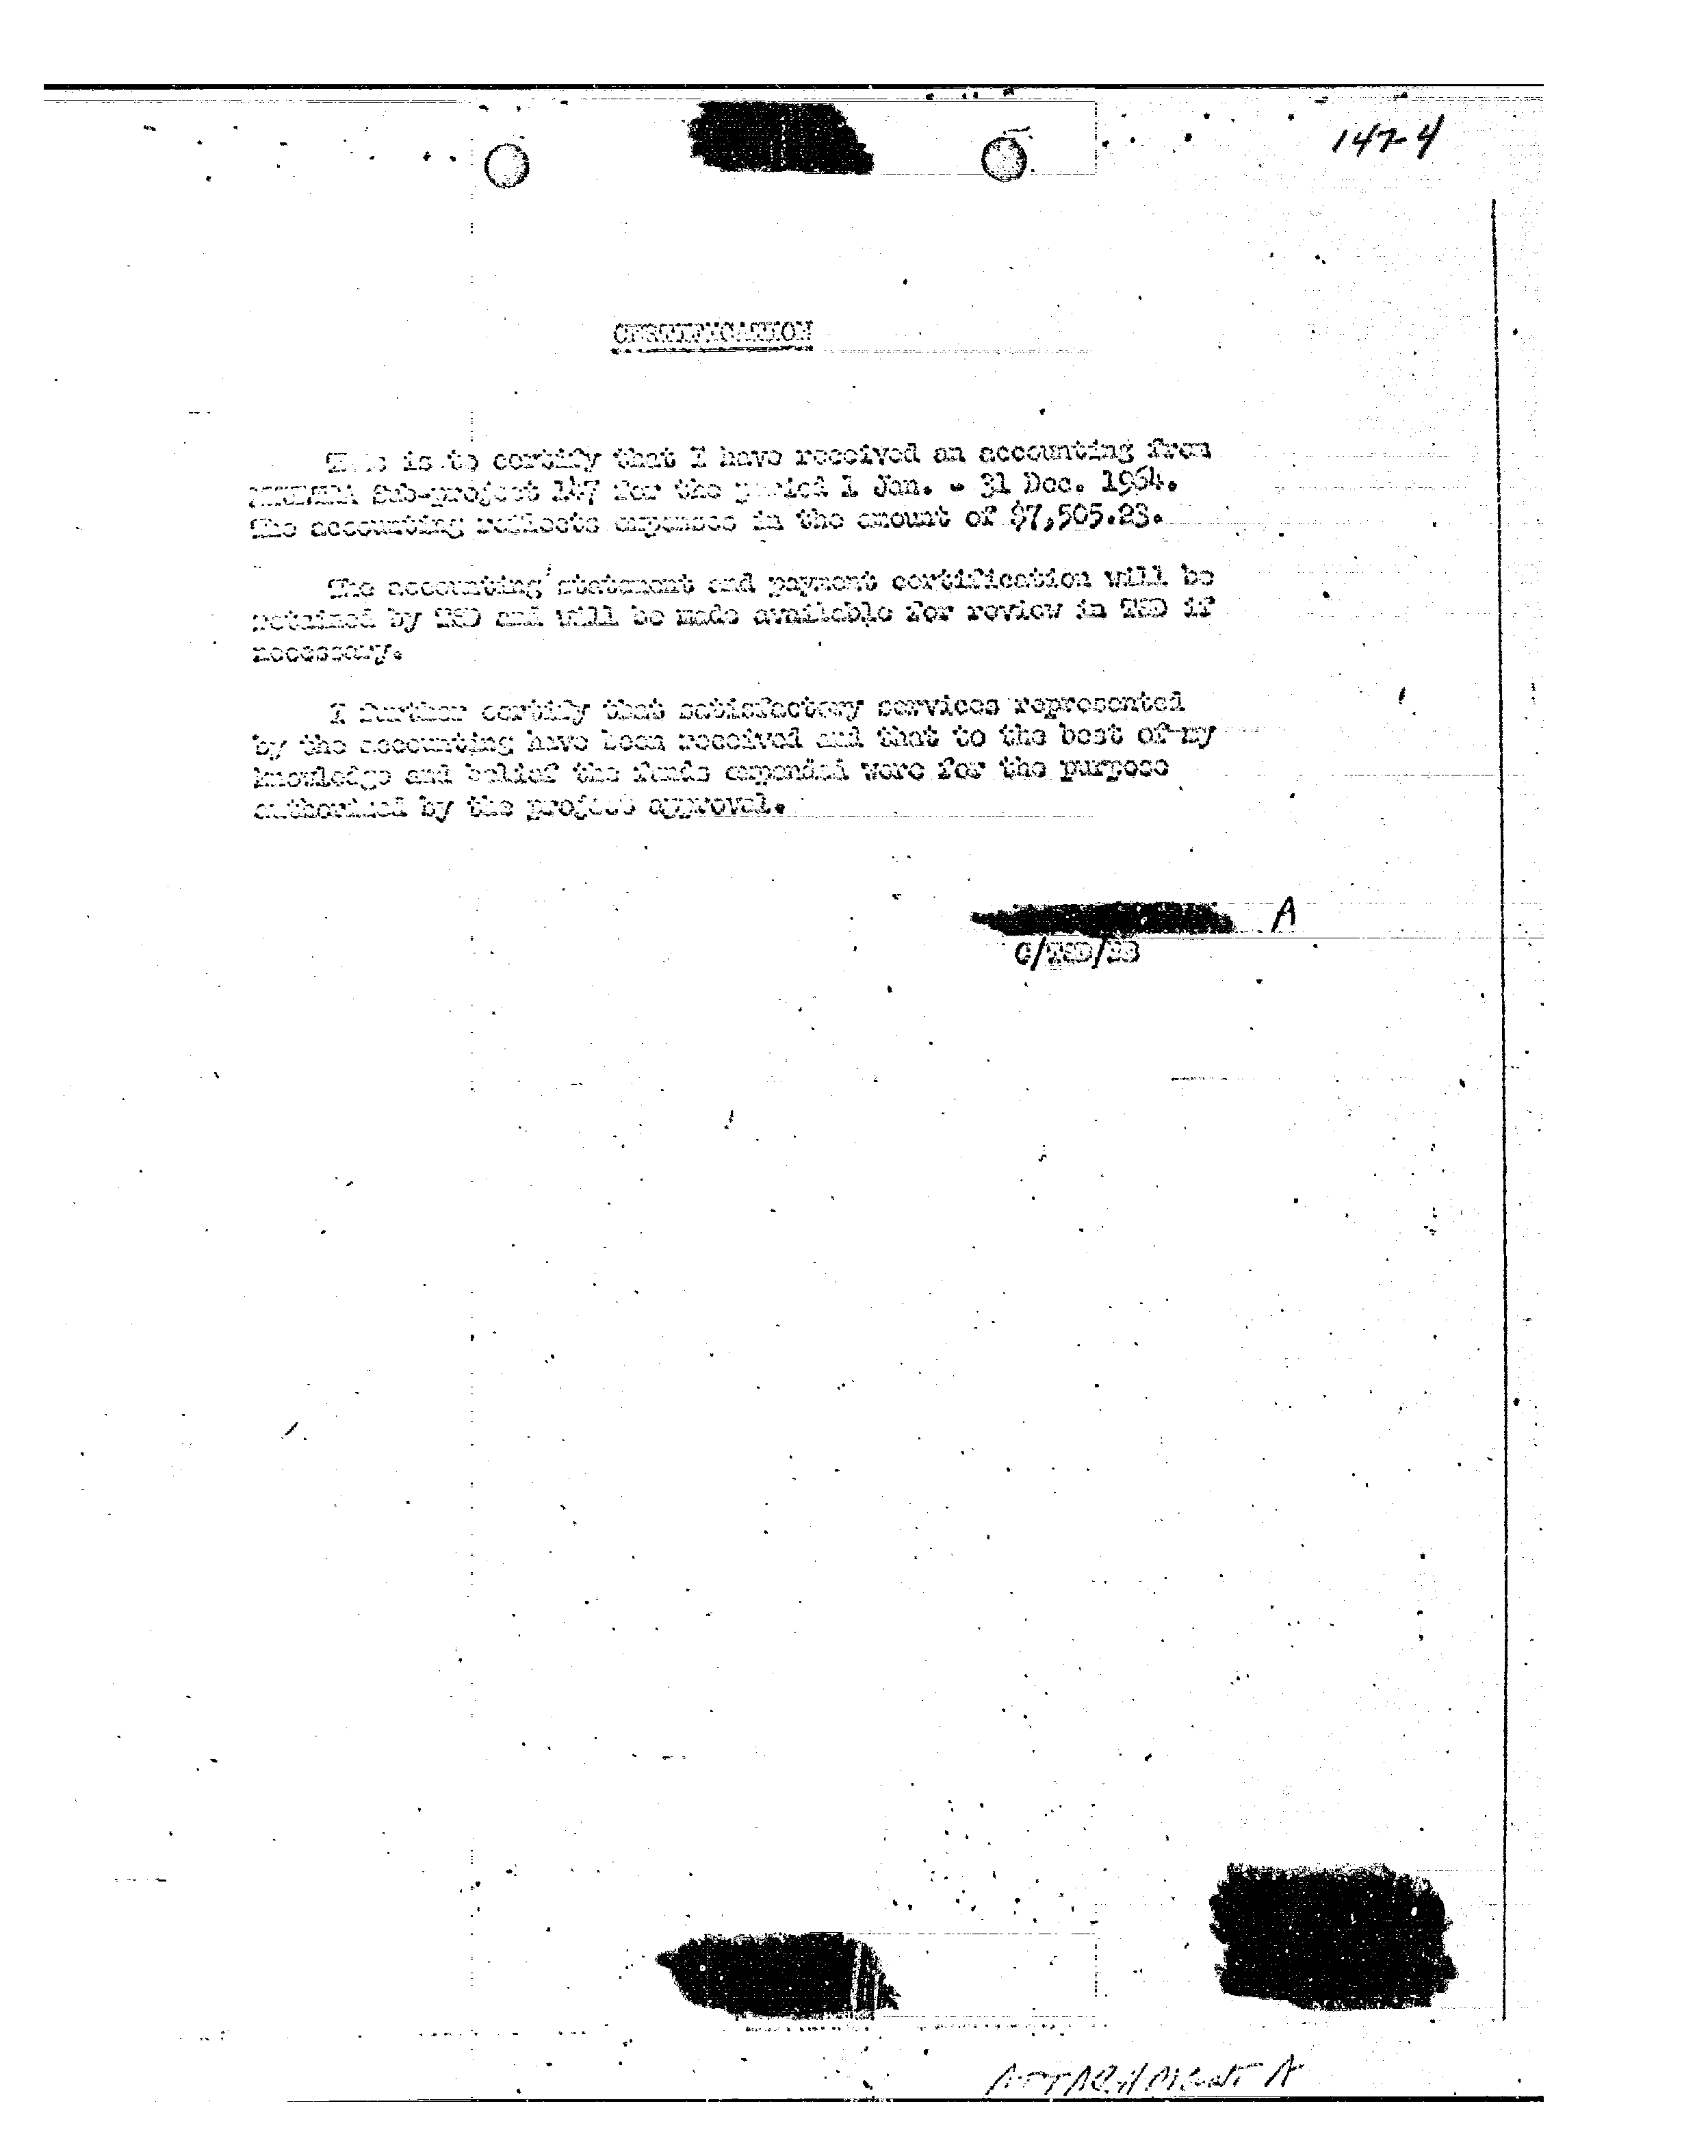 147-4
CERTIFICATION
This is to certify that I have received an accounting from
MKULTRA Sub-project 147 for the period 1 Jan. - 31 Dec. 1964.
The accounting reflects expenses in the amount of $7,505.23.
The accounting statement and payment certification will be
retained by TSD and will be made available for review in TSD if
necessary.
I further certify that satisfactory services represented
by the accounting have been received and that to the best of my
knowledge and belief the funds expended were for the purpose
authorized by the project approval.
A
C/TSD/BB
ATTACHMENT A